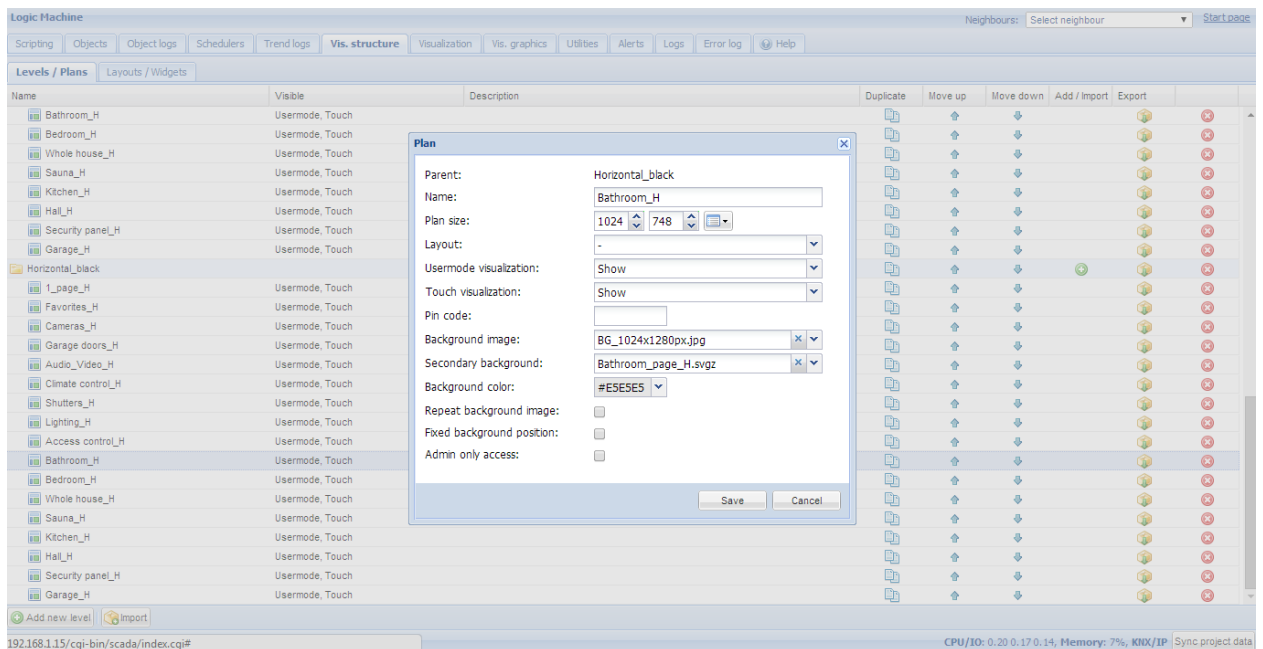 Logic Machine Neighbours: Select neighbour Start page
Scripting Objects Object logs Schedulers Trend logs Vis. structure Visualization Vis. graphics Utilities Alerts Logs Error log Help
Levels / Plans Layouts / Widgets
Name Visible Description Duplicate Move up Move down Add / Import Export
Bathroom_H Usermode, Touch
Bedroom_H Usermode, Touch
Whole house_H Usermode, Touch
Sauna_H Usermode, Touch
Kitchen_H Usermode, Touch
Hall_H Usermode, Touch
Security panel_H Usermode, Touch
Garage_H Usermode, Touch
Horizontal_black
1_page_H Usermode, Touch
Favorites_H Usermode, Touch
Cameras_H Usermode, Touch
Garage doors_H Usermode, Touch
Audio_Video_H Usermode, Touch
Climate control_H Usermode, Touch
Shutters_H Usermode, Touch
Lighting_H Usermode, Touch
Access control_H Usermode, Touch
Bathroom_H Usermode, Touch
Bedroom_H Usermode, Touch
Whole house_H Usermode, Touch
Sauna_H Usermode, Touch
Kitchen_H Usermode, Touch
Hall_H Usermode, Touch
Security panel_H Usermode, Touch
Garage_H Usermode, Touch
Plan
Parent: Horizontal_black
Name: Bathroom_H
Plan size: 1024 748
Layout: -
Usermode visualization: Show
Touch visualization: Show
Pin code:
Background image: BG_1024x1280px.jpg
Secondary background: Bathroom_page_H.svgz
Background color: #E5E5E5
Repeat background image:
Fixed background position:
Admin only access:
Save Cancel
Add new level Import
192.168.1.15/cgi-bin/scada/index.cgi# CPU/IO: 0.20 0.17 0.14, Memory: 7%, KNX/IP Sync project data